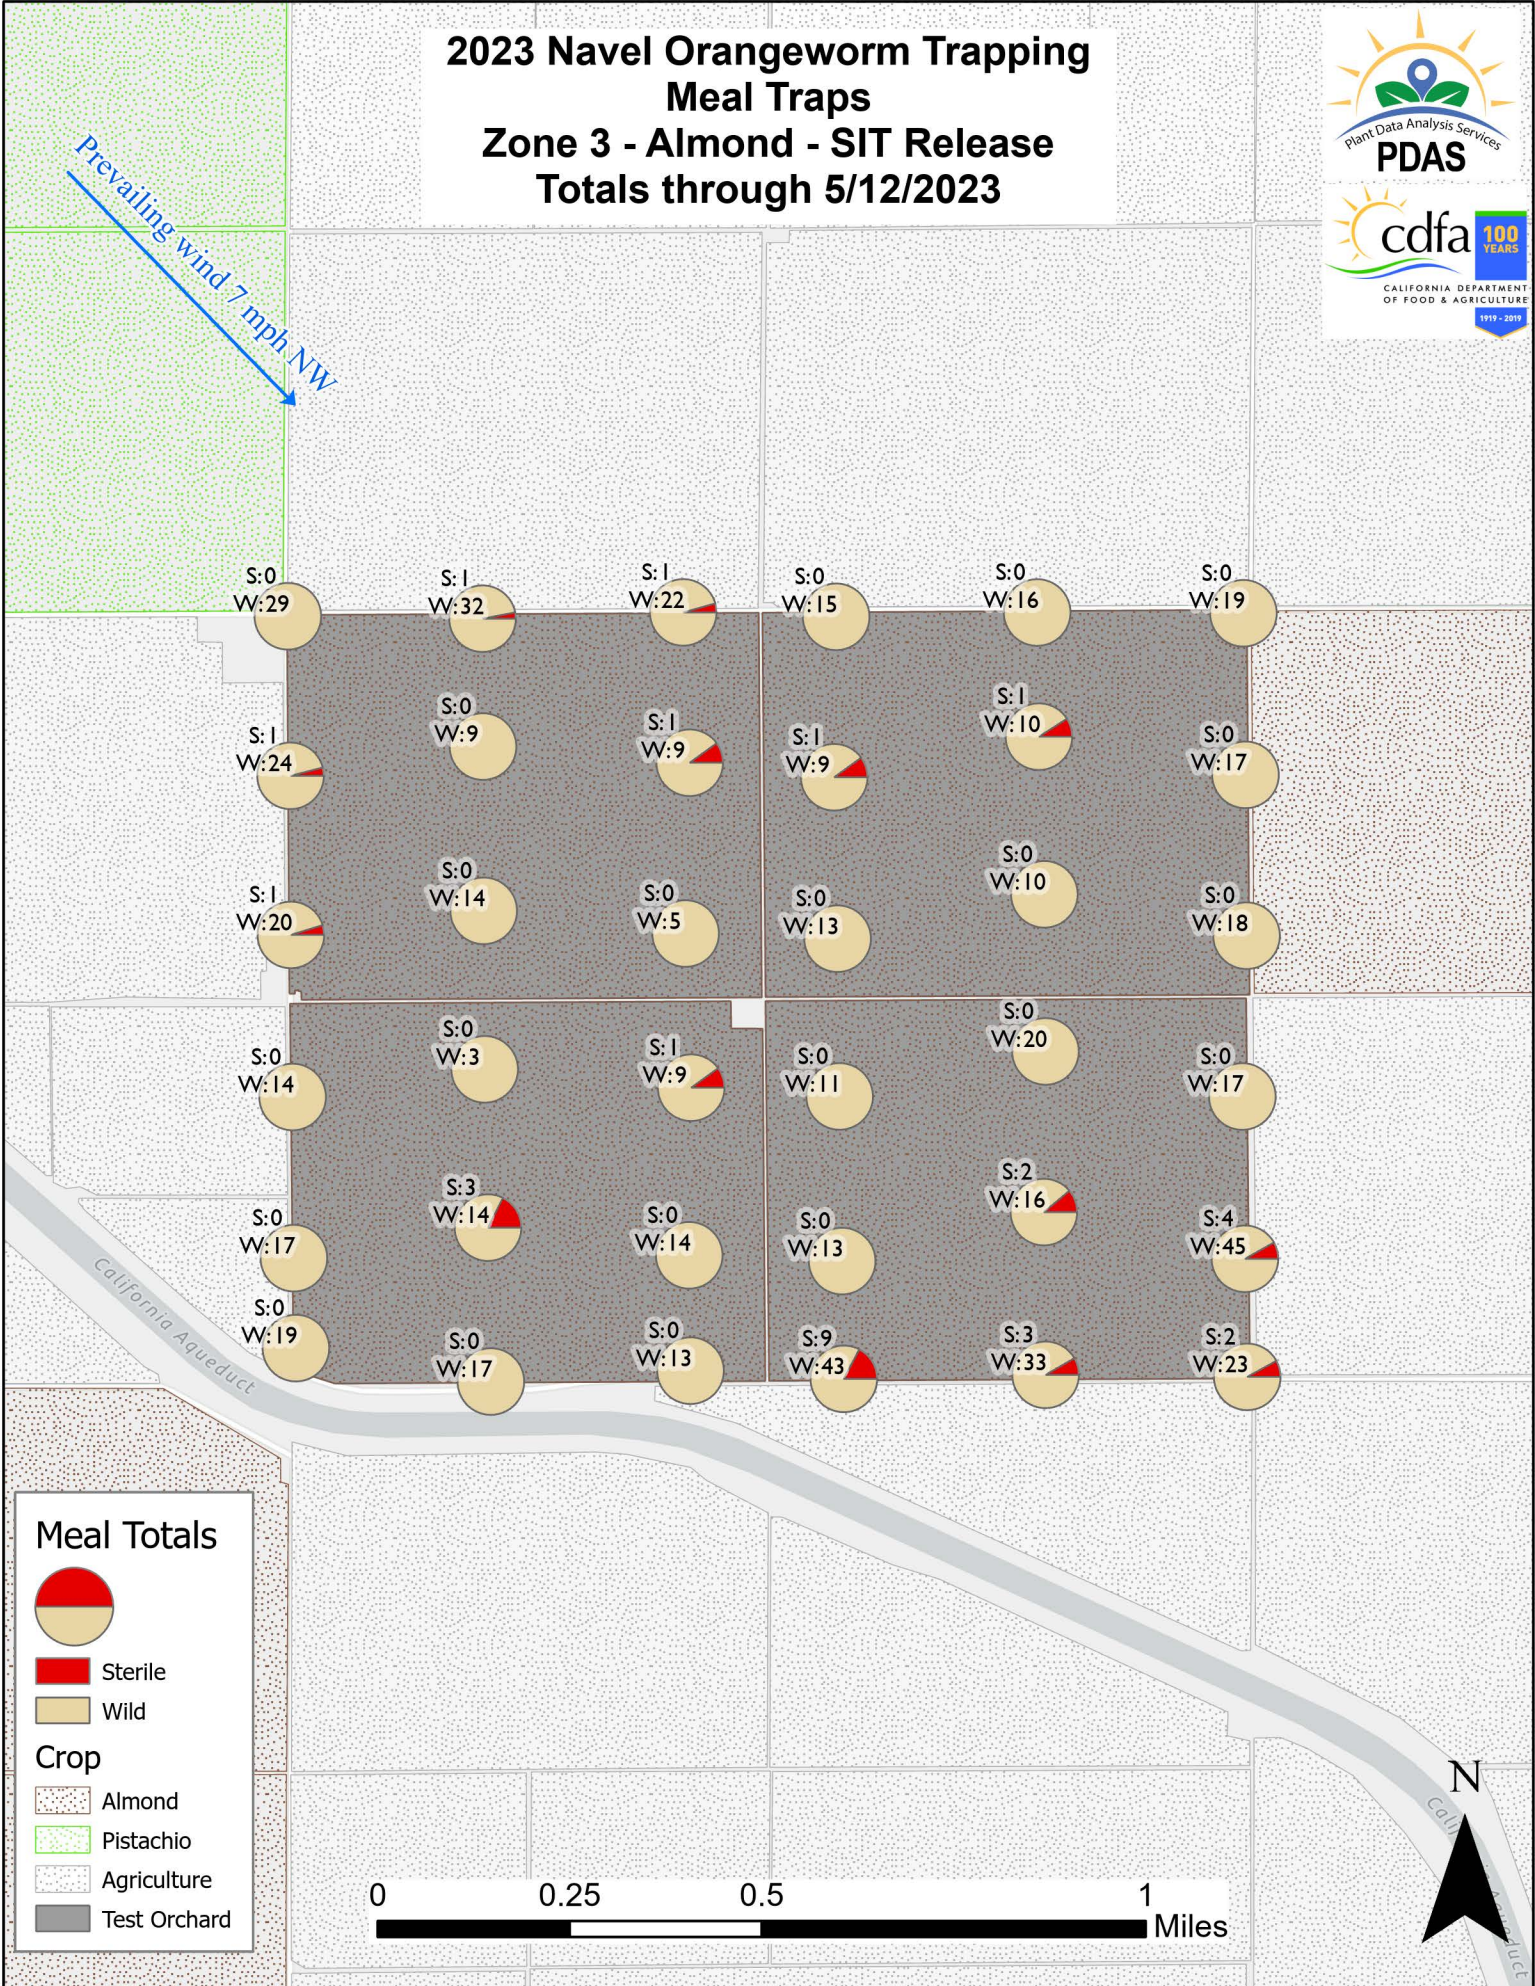 2023 Navel Orangeworm Trapping
Meal Traps
Zone 3 - Almond - SIT Release
Totals through 5/12/2023
Plant Data Analysis Services
PDAS
cdfa
100
YEARS
CALIFORNIA DEPARTMENT
OF FOOD & AGRICULTURE
1919 - 2019
Prevailing wind 7 mph NW
S:0
W:29
S:1
W:32
S:1
W:22
S:0
W:15
S:0
W:16
S:0
W:19
S:1
W:24
S:0
W:9
S:1
W:9
S:1
W:9
S:1
W:10
S:0
W:17
S:1
W:20
S:0
W:14
S:0
W:5
S:0
W:13
S:0
W:10
S:0
W:18
S:0
W:14
S:0
W:3
S:1
W:9
S:0
W:11
S:0
W:20
S:0
W:17
S:0
W:17
S:3
W:14
S:0
W:14
S:0
W:13
S:2
W:16
S:4
W:45
S:0
W:19
S:0
W:17
S:0
W:13
S:9
W:43
S:3
W:33
S:2
W:23
California Aqueduct
Meal Totals
Sterile
Wild
Crop
Almond
Pistachio
Agriculture
Test Orchard
0 0.25 0.5 1
Miles
N